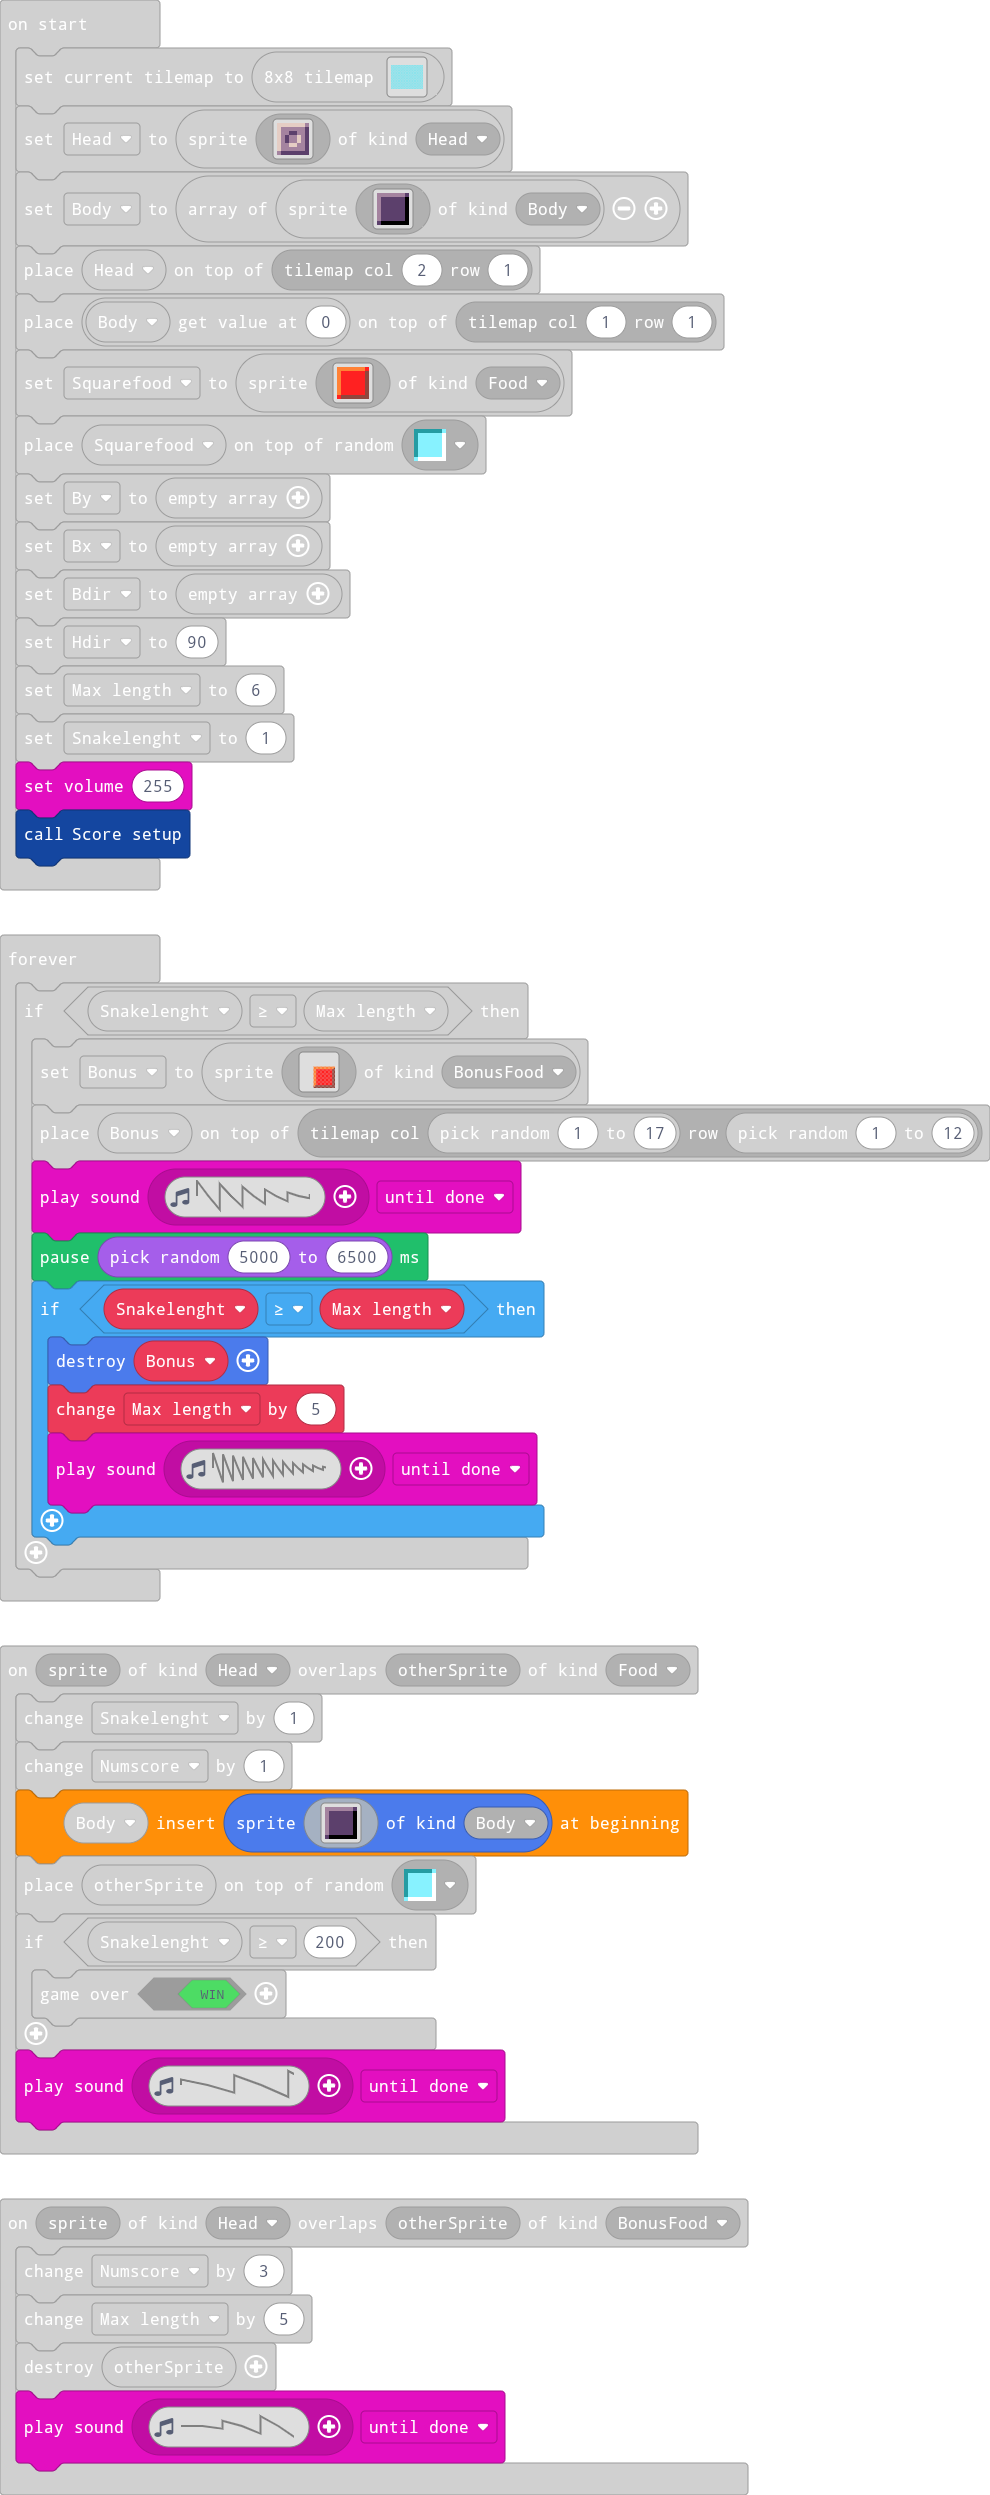 on start
set current tilemap to 8x8 tilemap
set Head to sprite of kind Head
set Body to array of sprite of kind Body
place Head on top of tilemap col 2 row 1
place Body get value at 0 on top of tilemap col 1 row 1
set Squarefood to sprite of kind Food
place Squarefood on top of random
set By to empty array
set Bx to empty array
set Bdir to empty array
set Hdir to 90
set Max length to 6
set Snakelenght to 1
set volume 255
call Score setup
forever
if Snakelenght ≥ Max length then
set Bonus to sprite of kind BonusFood
place Bonus on top of tilemap col pick random 1 to 17 row pick random 1 to 12
play sound until done
pause pick random 5000 to 6500 ms
if Snakelenght ≥ Max length then
destroy Bonus
change Max length by 5
play sound until done
on sprite of kind Head overlaps otherSprite of kind Food
change Snakelenght by 1
change Numscore by 1
Body insert sprite of kind Body at beginning
place otherSprite on top of random
if Snakelenght ≥ 200 then
game over WIN
play sound until done
on sprite of kind Head overlaps otherSprite of kind BonusFood
change Numscore by 3
change Max length by 5
destroy otherSprite
play sound until done